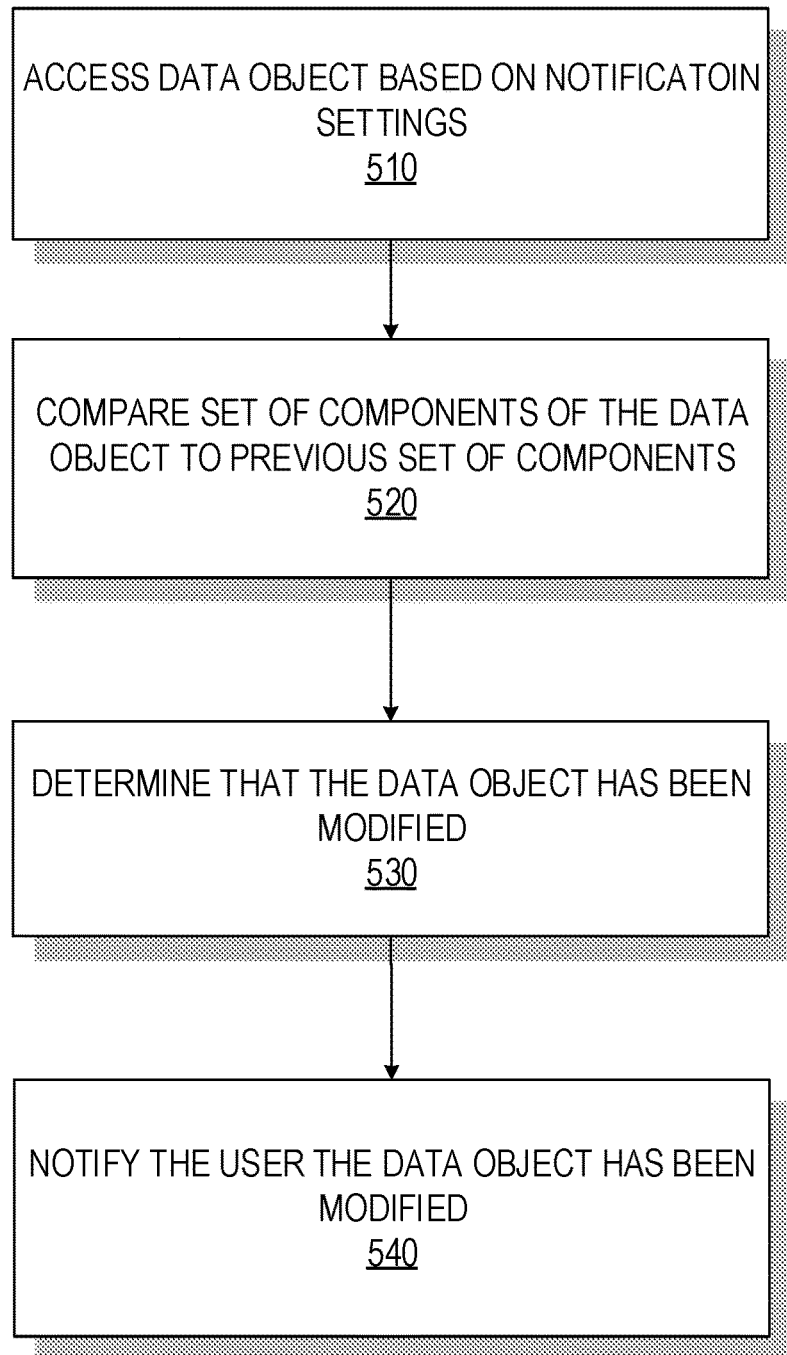 ACCESS DATA OBJECT BASED ON NOTIFICATOIN
SETTINGS
510
COMPARE SET OF COMPONENTS OF THE DATA
OBJECT TO PREVIOUS SET OF COMPONENTS
520
DETERMINE THAT THE DATA OBJECT HAS BEEN
MODIFIED
530
NOTIFY THE USER THE DATA OBJECT HAS BEEN
MODIFIED
540